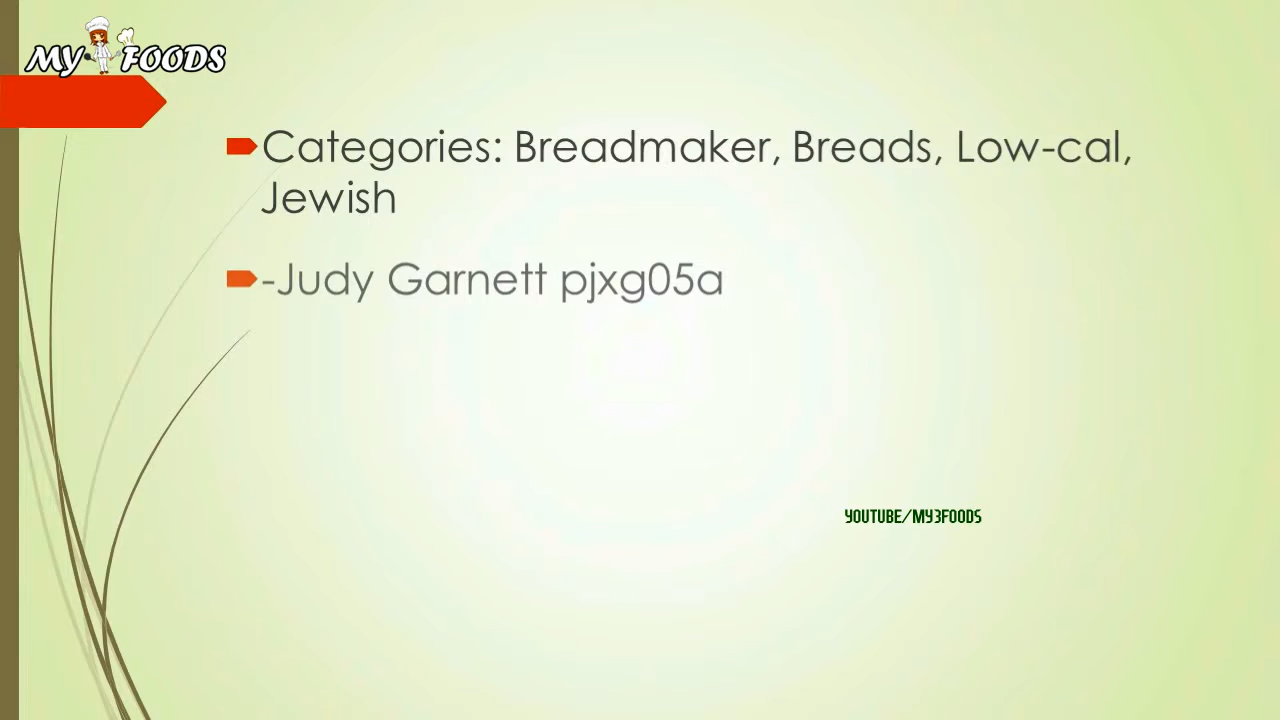 MY FOODS
Categories: Breadmaker, Breads, Low-cal,
Jewish
-Judy Garnett pjxg05a
YOUTUBE/MY3FOODS